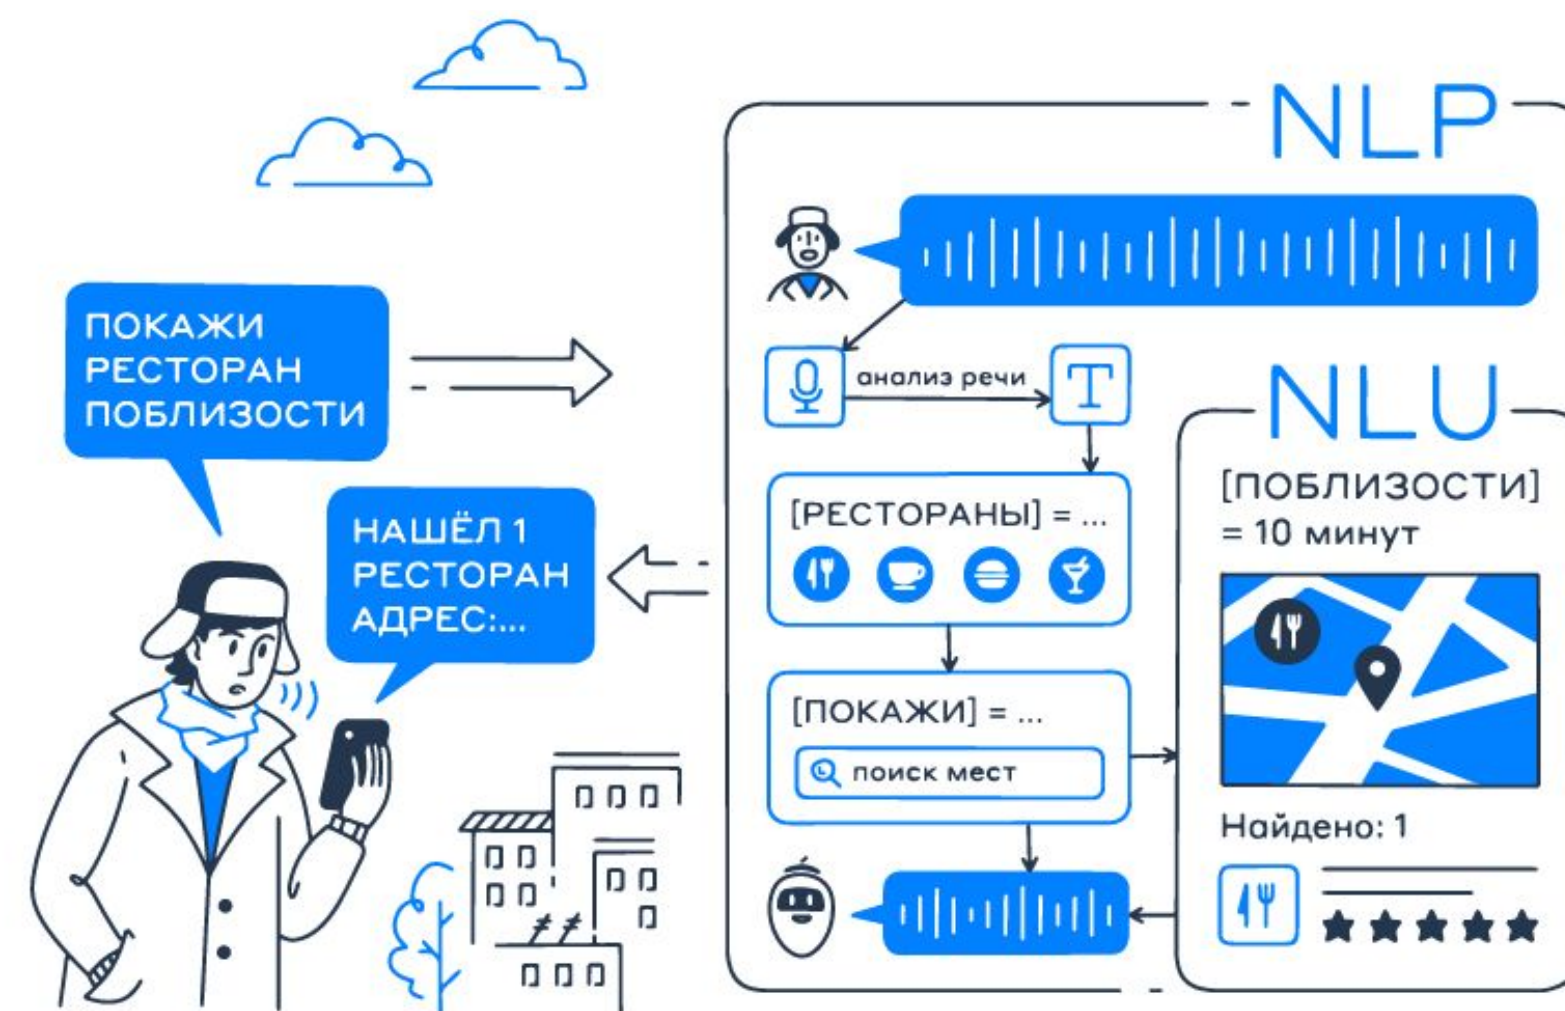 ПОКАЖИ
РЕСТОРАН
ПОБЛИЗОСТИ
НАШЁЛ 1
РЕСТОРАН
АДРЕС:...
NLP
анализ речи
T
[РЕСТОРАНЫ] = ...
[ПОКАЖИ] = ...
поиск мест
NLU
[ПОБЛИЗОСТИ]
= 10 минут
Найдено: 1